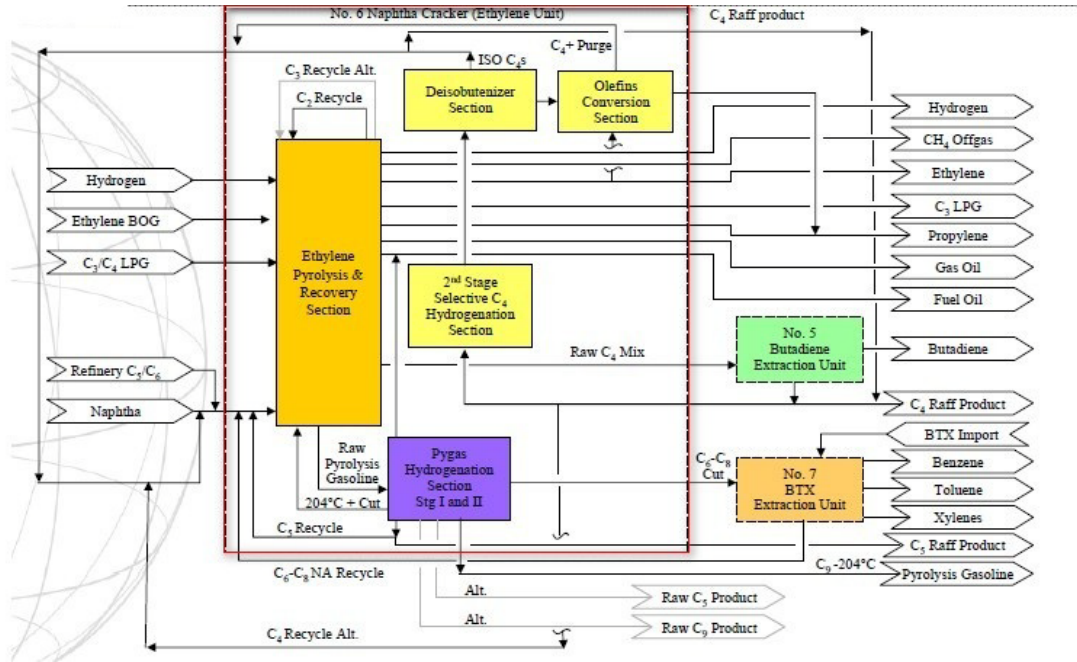 No. 6 Naphtha Cracker (Ethylene Unit)
C₄ Raff product
C₄+ Purge
ISO C₄s
C₃ Recycle Alt.
C₂ Recycle
Deisobutenizer
Section
Olefins
Conversion
Section
Hydrogen
CH₄ Offgas
Ethylene
C₃ LPG
Propylene
Gas Oil
Fuel Oil
Hydrogen
Ethylene BOG
C₃/C₄ LPG
Ethylene
Pyrolysis &
Recovery
Section
2nd Stage
Selective C₄
Hydrogenation
Section
No. 5
Butadiene
Extraction Unit
Butadiene
Raw C₄ Mix
Refinery C₅/C₆
Naphtha
C₄ Raff Product
BTX Import
Raw
Pyrolysis
Gasoline
Pygas
Hydrogenation
Section
Stg I and II
C₆-C₈
Cut
No. 7
BTX
Extraction Unit
Benzene
Toluene
Xylenes
204°C + Cut
C₅ Recycle
C₅ Raff Product
C₆-C₈ NA Recycle
C₉ -204°C
Pyrolysis Gasoline
Alt.
Raw C₅ Product
Alt.
Raw C₉ Product
C₄ Recycle Alt.